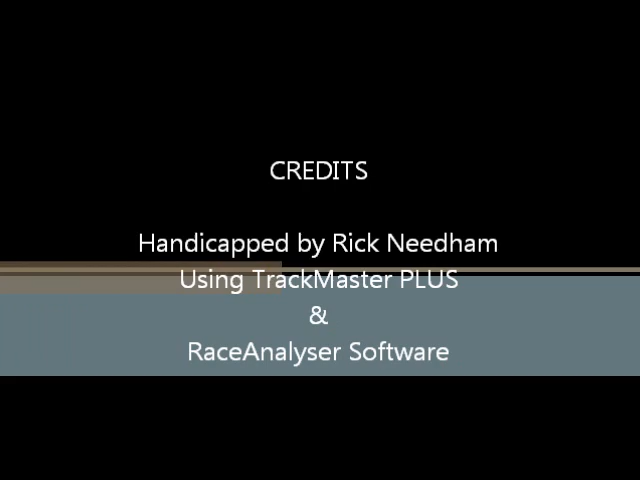 CREDITS
Handicapped by Rick Needham
Using TrackMaster PLUS
&
RaceAnalyser Software